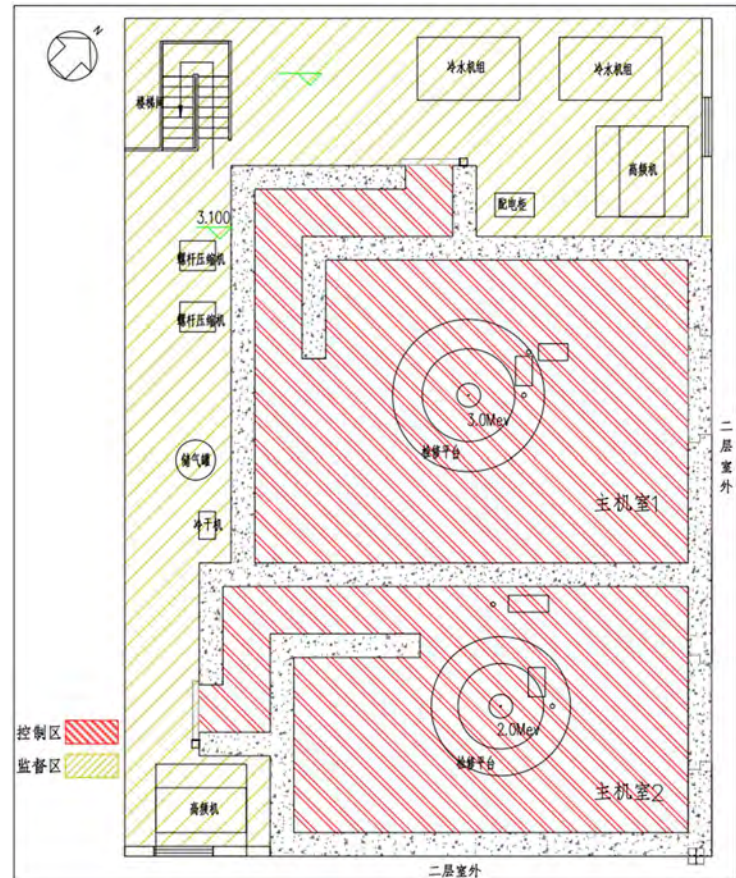 N
冷水机组
冷水机组
楼梯间
高频机
配电柜
3.100
螺杆压缩机
螺杆压缩机
3.0Mev
检修平台
储气罐
二层室外
主机室1
冷干机
控制区
监督区
2.0Mev
检修平台
主机室2
高频机
二层室外